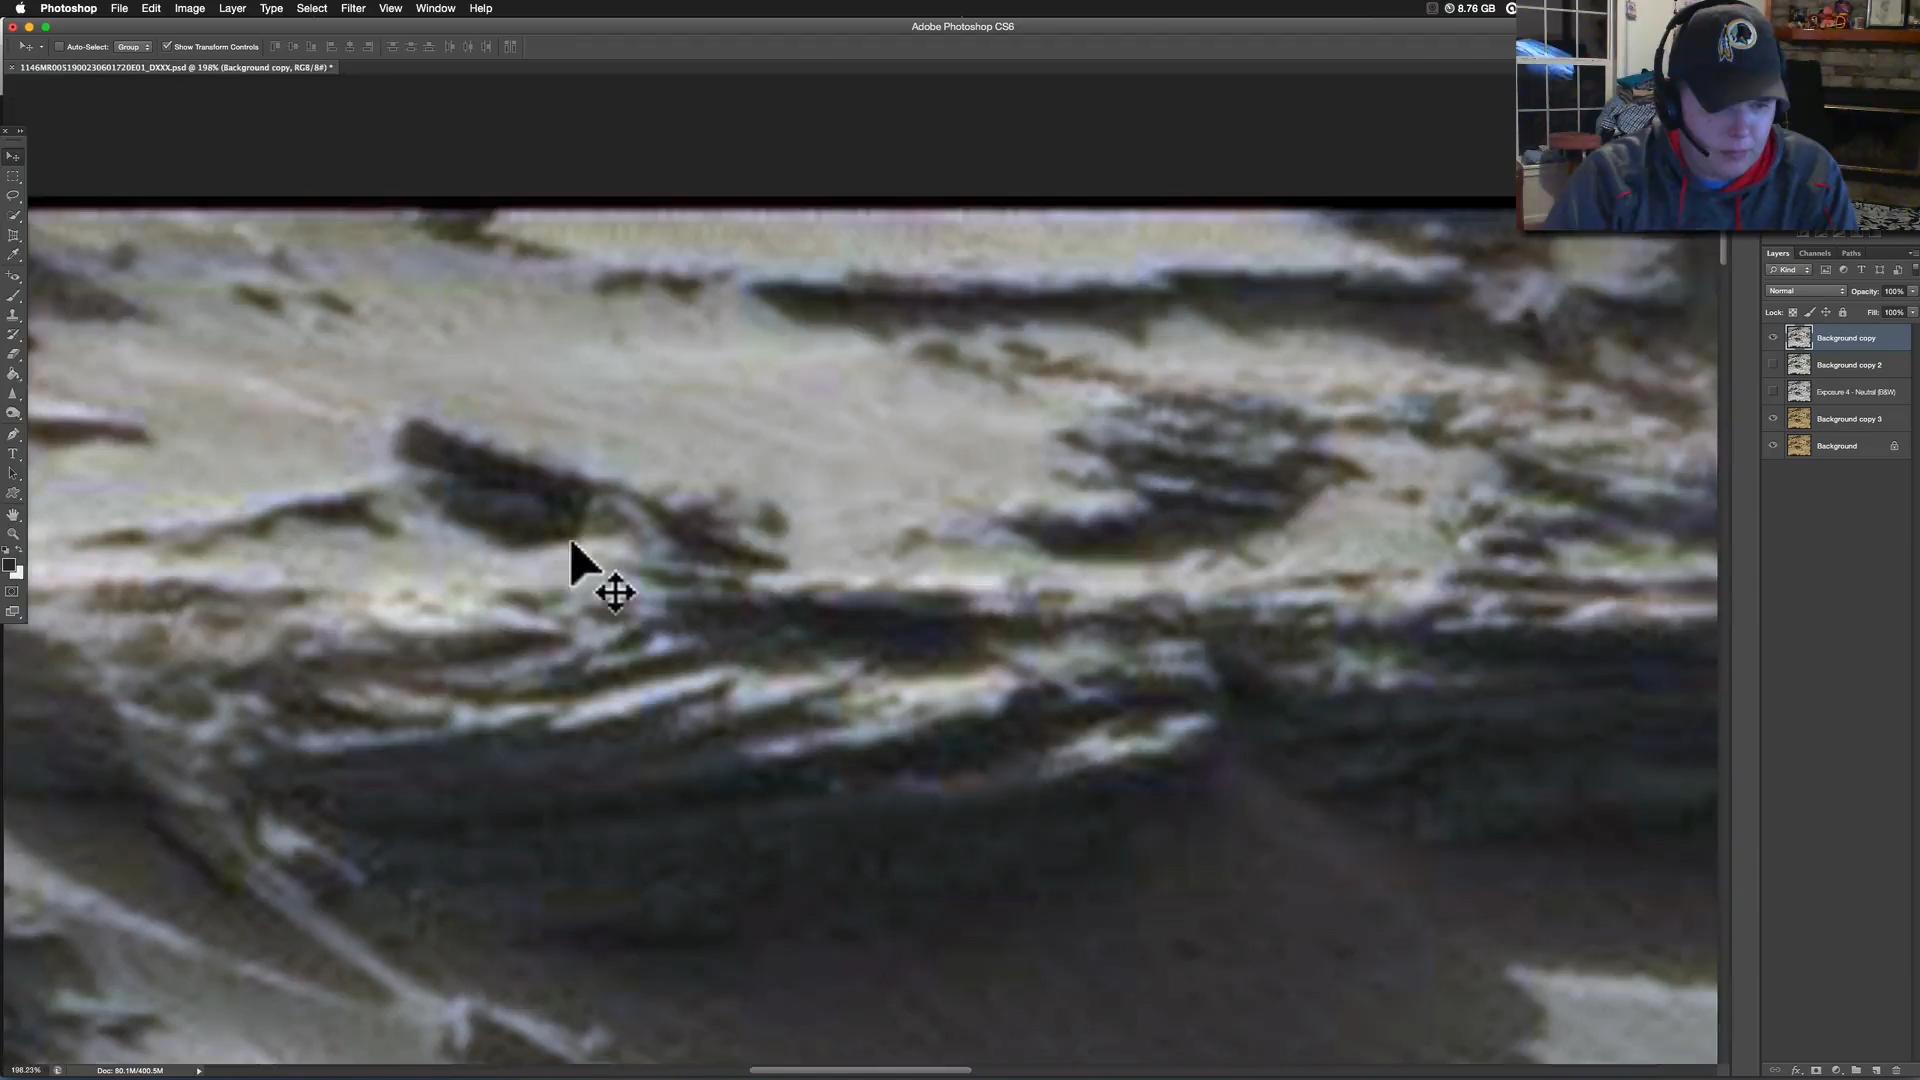 Photoshop File Edit Image Layer Type Select Filter View Window Help 8.76 GB
Adobe Photoshop CS6
Auto-Select: Group Show Transform Controls
1146MR0051900230601720E01_DXXX.psd @ 198% (Background copy, RGB/8#) *
Layers Channels Paths
Kind
Normal Opacity: 100%
Lock: Fill: 100%
Background copy
Background copy 2
Exposure 4 - Neutral (B&W)
Background copy 3
Background
198.23% Doc: 80.1M/400.5M